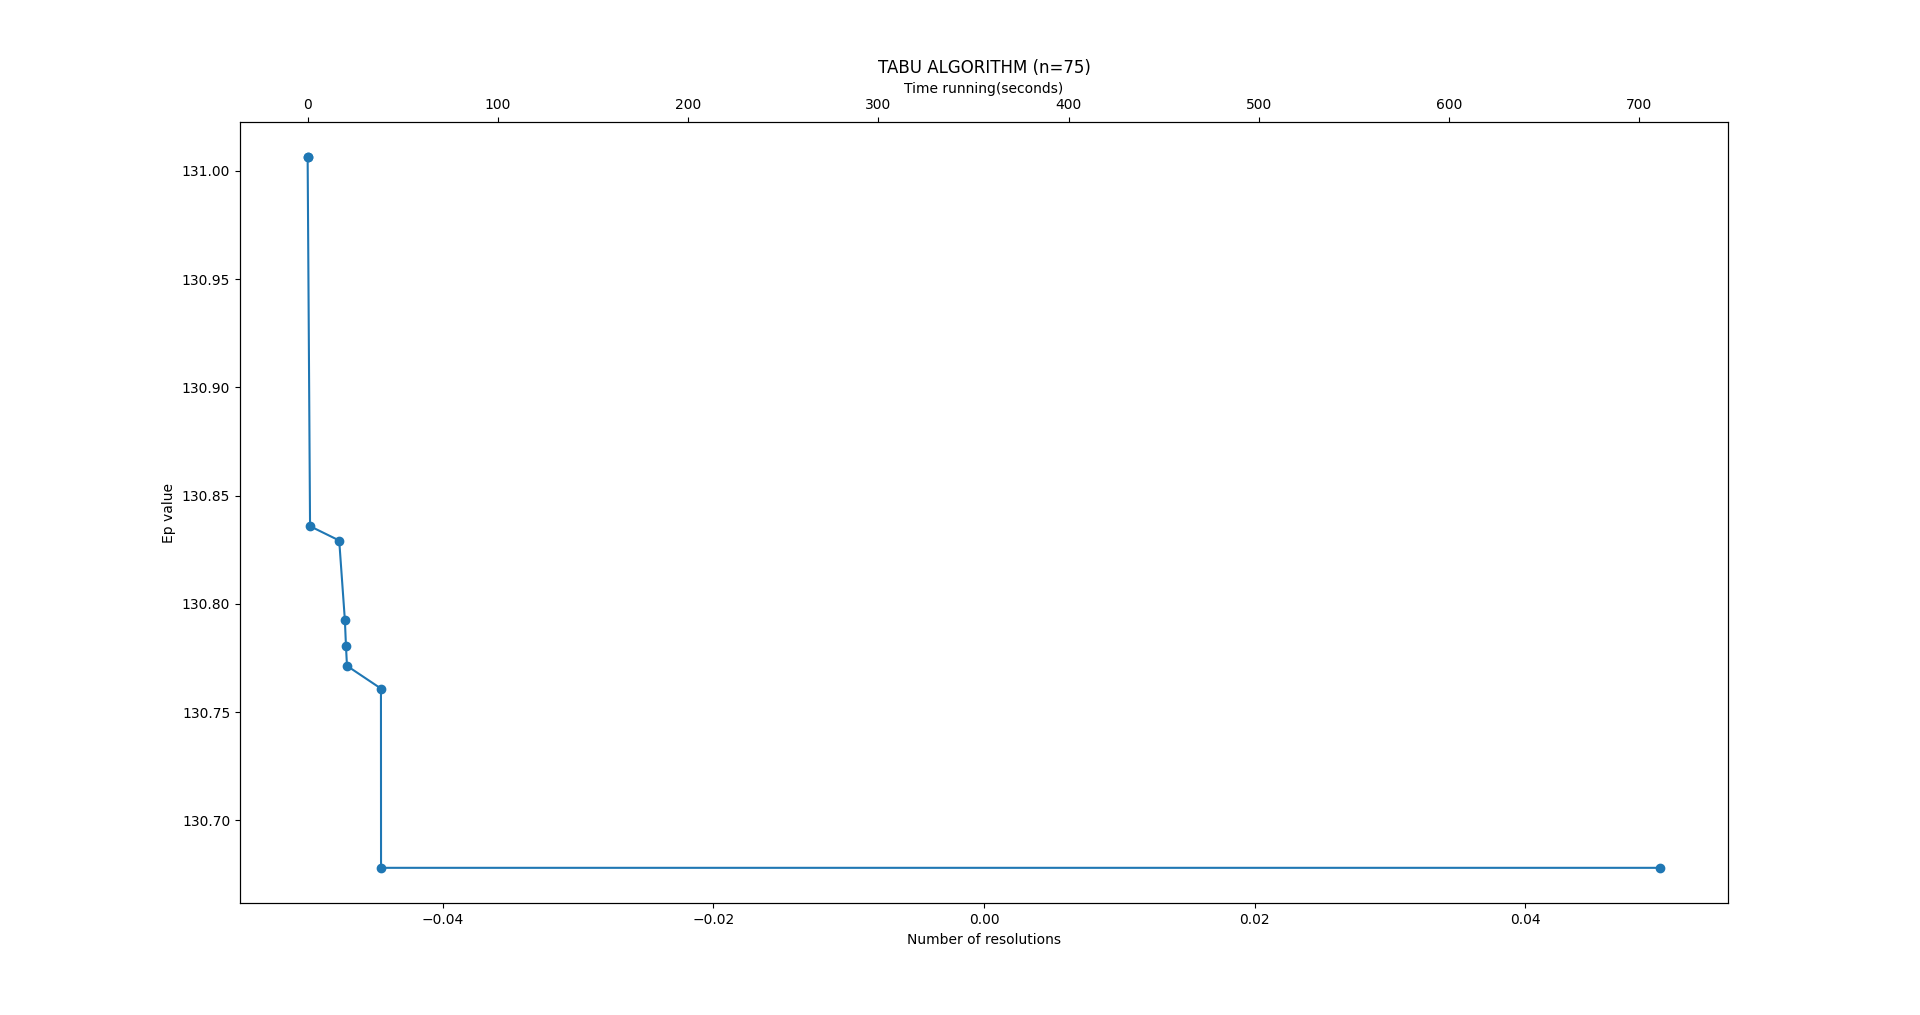 TABU ALGORITHM (n=75)
Time running(seconds)
0 100 200 300 400 500 600 700
131.00
130.95
130.90
130.85
130.80
130.75
130.70
Ep value
−0.04 −0.02 0.00 0.02 0.04
Number of resolutions